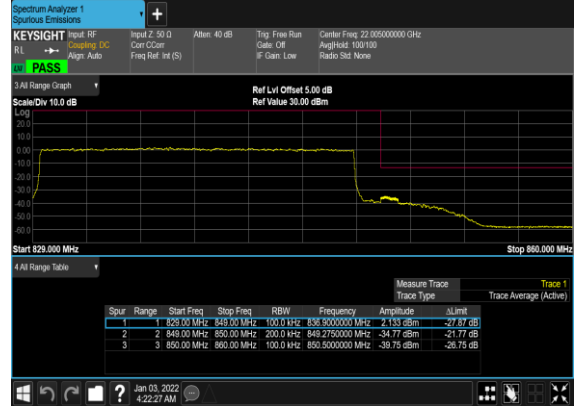 Spectrum Analyzer 1
Spurious Emissions
+
KEYSIGHT Input: RF Input Z: 50 Ω Atten: 40 dB Trig: Free Run Center Freq: 22.005000000 GHz
RL Coupling: DC Corr CCorr Gate: Off Avg|Hold: 100/100
Align: Auto Freq Ref: Int (S) IF Gain: Low Radio Std: None
PASS
3 All Range Graph
Ref Lvl Offset 5.00 dB
Scale/Div 10.0 dB Ref Value 30.00 dBm
Log
20.0
10.0
0.00
-10.0
-20.0
-30.0
-40.0
-50.0
-60.0
Start 829.000 MHz Stop 860.000 MHz
4 All Range Table
Measure Trace Trace 1
Trace Type Trace Average (Active)
Spur Range Start Freq Stop Freq RBW Frequency Amplitude ΔLimit
1 1 829.00 MHz 849.00 MHz 100.0 kHz 836.9000000 MHz 2.133 dBm -27.87 dB
2 2 849.00 MHz 850.00 MHz 200.0 kHz 849.2750000 MHz -34.77 dBm -21.77 dB
3 3 850.00 MHz 860.00 MHz 100.0 kHz 850.5000000 MHz -39.75 dBm -26.75 dB
?
Jan 03, 2022
4:22:27 AM